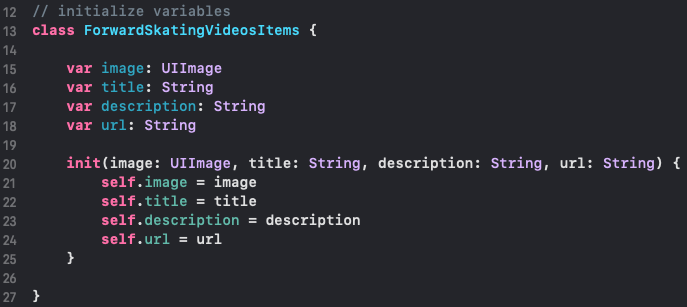 12 // initialize variables
13 class ForwardSkatingVideosItems {
14
15     var image: UIImage
16     var title: String
17     var description: String
18     var url: String
19
20     init(image: UIImage, title: String, description: String, url: String) {
21         self.image = image
22         self.title = title
23         self.description = description
24         self.url = url
25     }
26
27 }